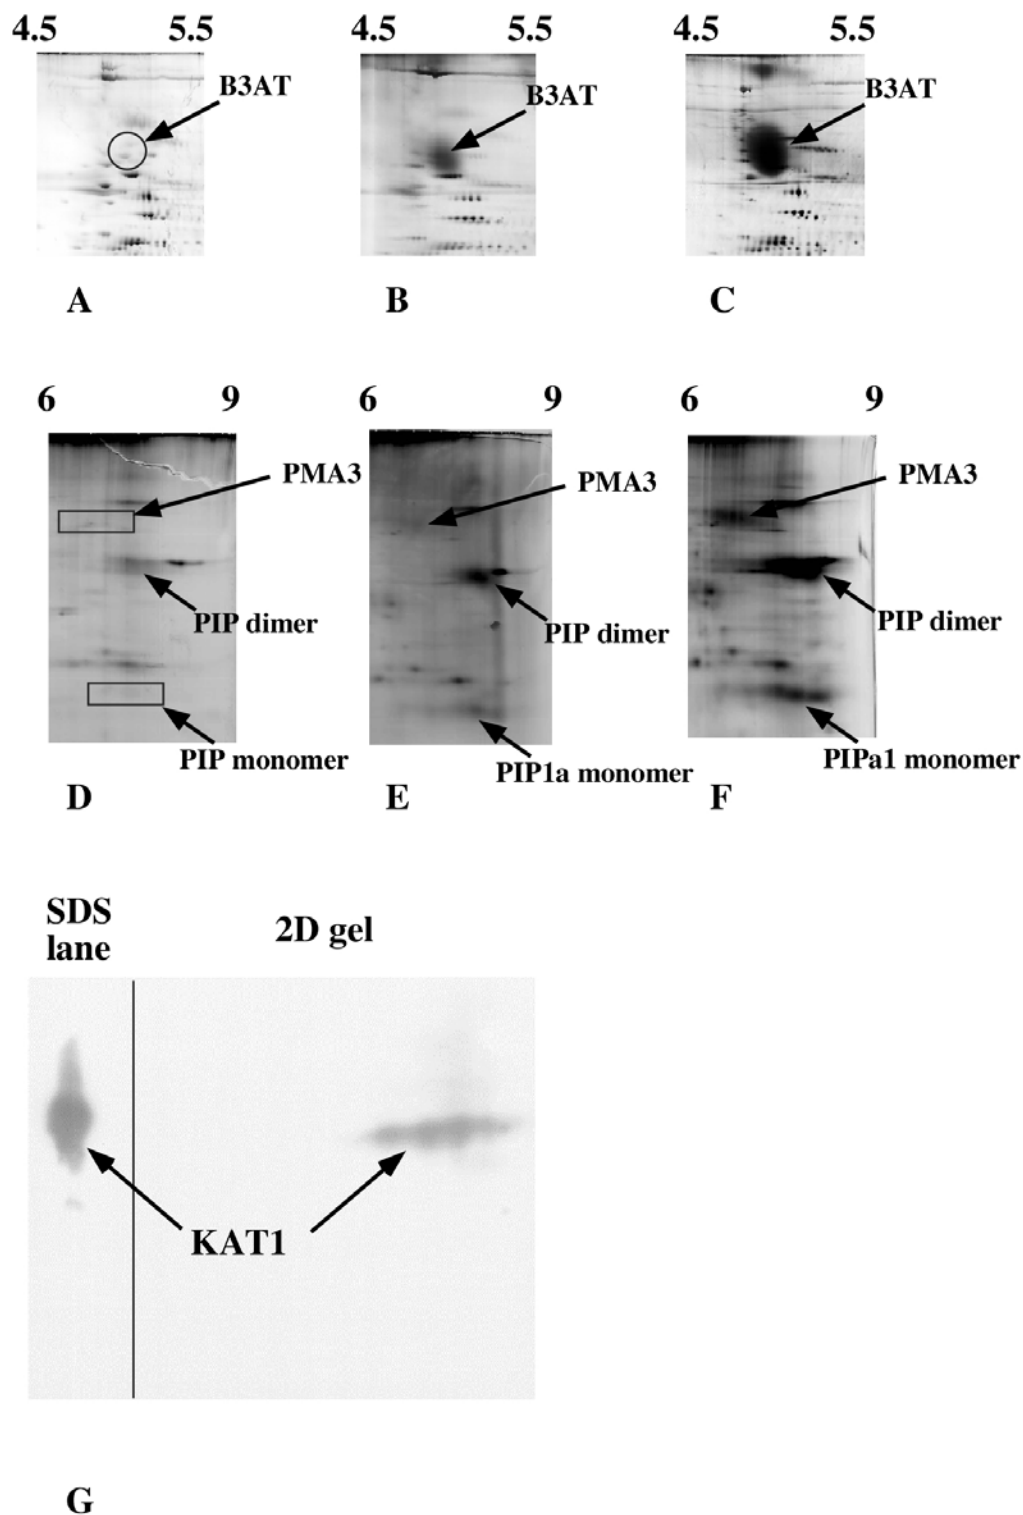 4.5 5.5 4.5 5.5 4.5 5.5
B3AT B3AT B3AT
A B C
6 9 6 9 6 9
PMA3 PMA3 PMA3
PIP dimer PIP dimer PIP dimer
PIP monomer PIP1a monomer PIPa1 monomer
D E F
SDS
lane
2D gel
KAT1
G